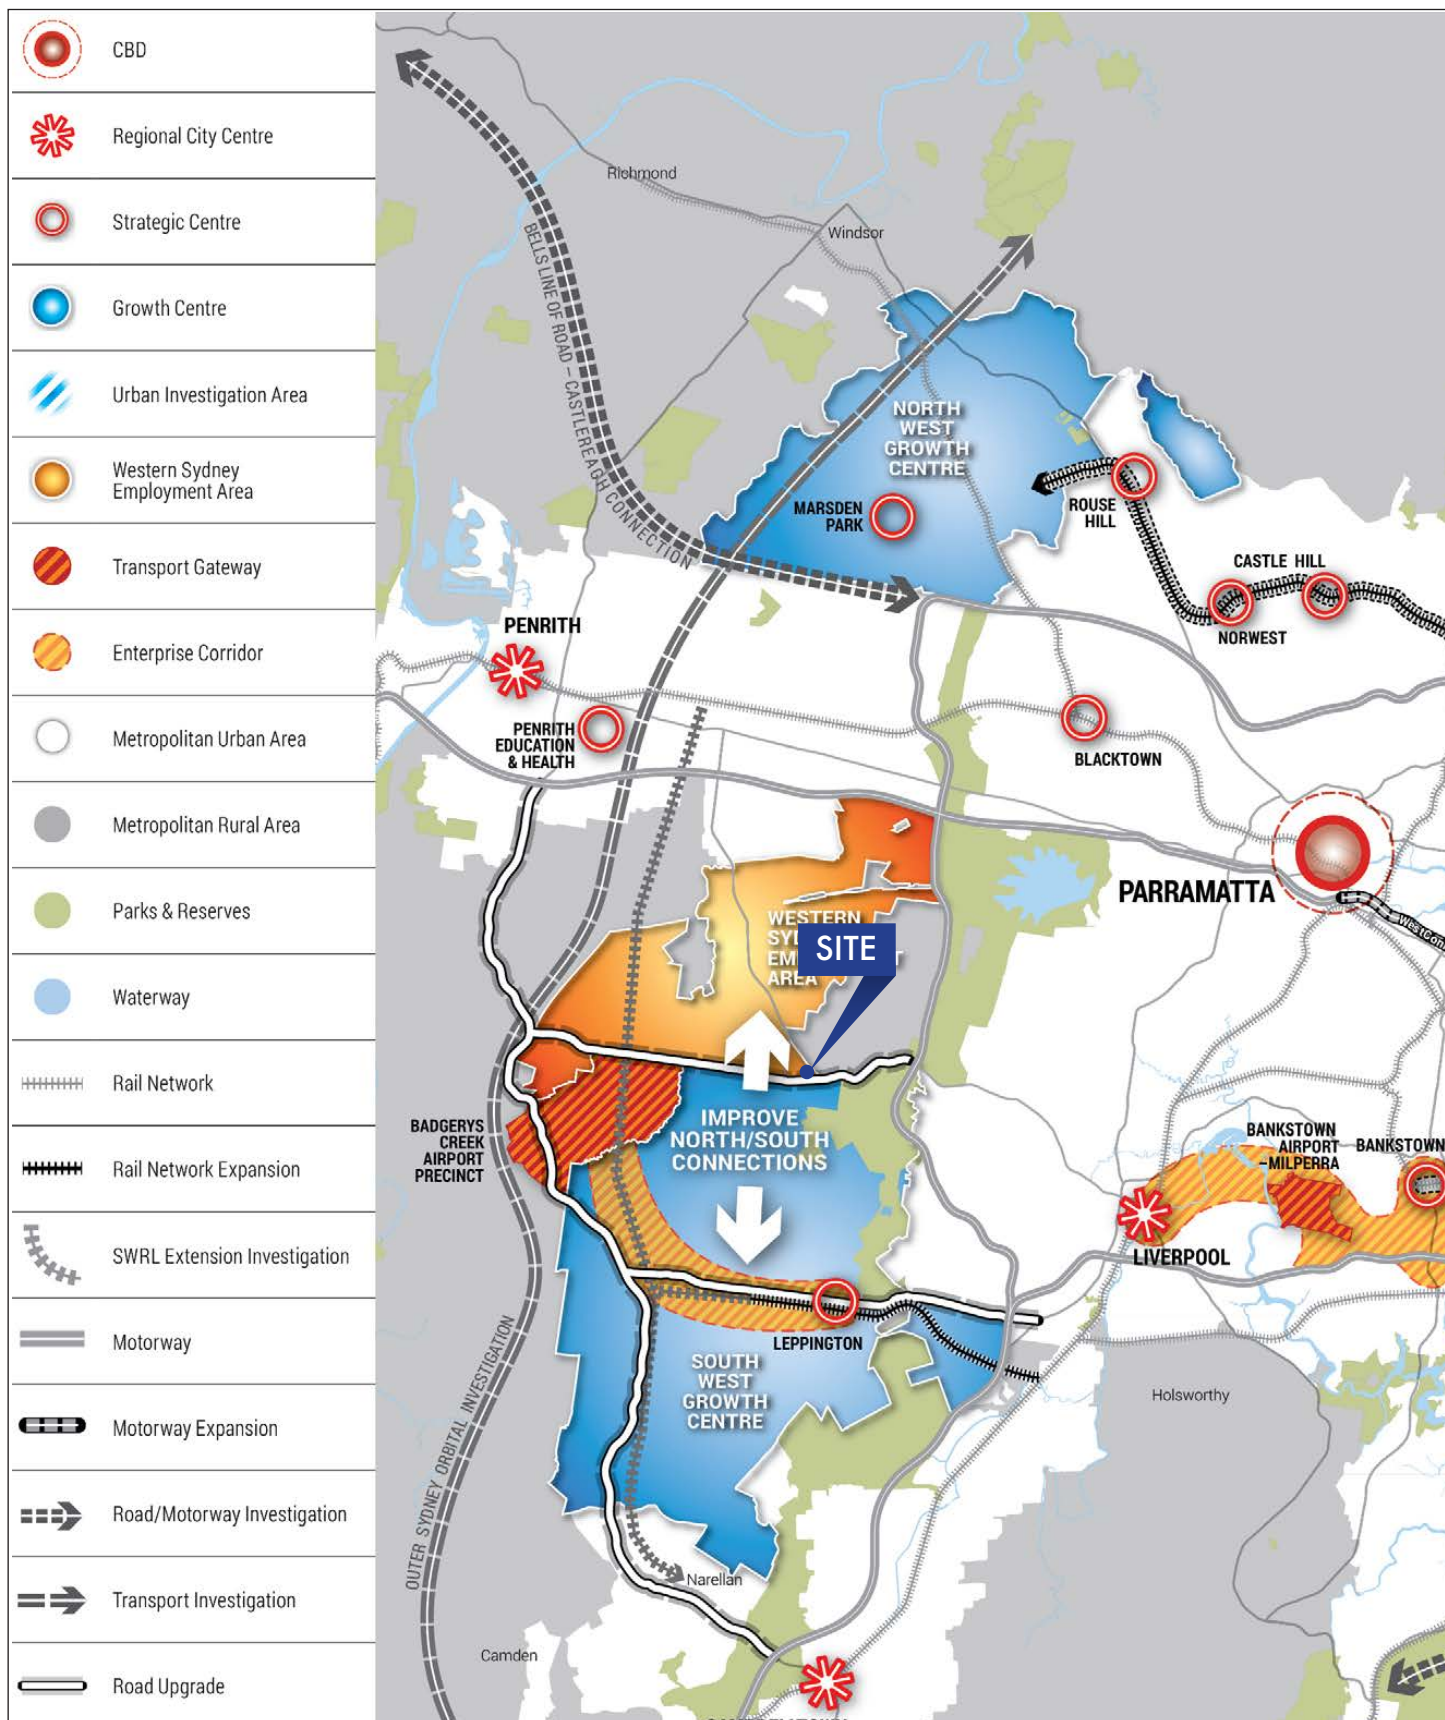 CBD
Regional City Centre
Strategic Centre
Growth Centre
Urban Investigation Area
Western Sydney
Employment Area
Transport Gateway
Enterprise Corridor
Metropolitan Urban Area
Metropolitan Rural Area
Parks & Reserves
Waterway
Rail Network
Rail Network Expansion
SWRL Extension Investigation
Motorway
Motorway Expansion
Road/Motorway Investigation
Transport Investigation
Road Upgrade
Richmond
Windsor
BELLS LINE OF ROAD – CASTLEREAGH CONNECTION
NORTH
WEST
GROWTH
CENTRE
MARSDEN
PARK
ROUSE
HILL
CASTLE HILL
NORWEST
PENRITH
PENRITH
EDUCATION
& HEALTH
BLACKTOWN
PARRAMATTA
WESTERN
AREA
SITE
IMPROVE
NORTH/SOUTH
CONNECTIONS
BADGERYS
CREEK
AIRPORT
PRECINCT
BANKSTOWN
AIRPORT
–MILPERRA
BANKSTOWN
LIVERPOOL
LEPPINGTON
SOUTH
WEST
GROWTH
CENTRE
Holsworthy
OUTER SYDNEY ORBITAL INVESTIGATION
Narellan
Camden